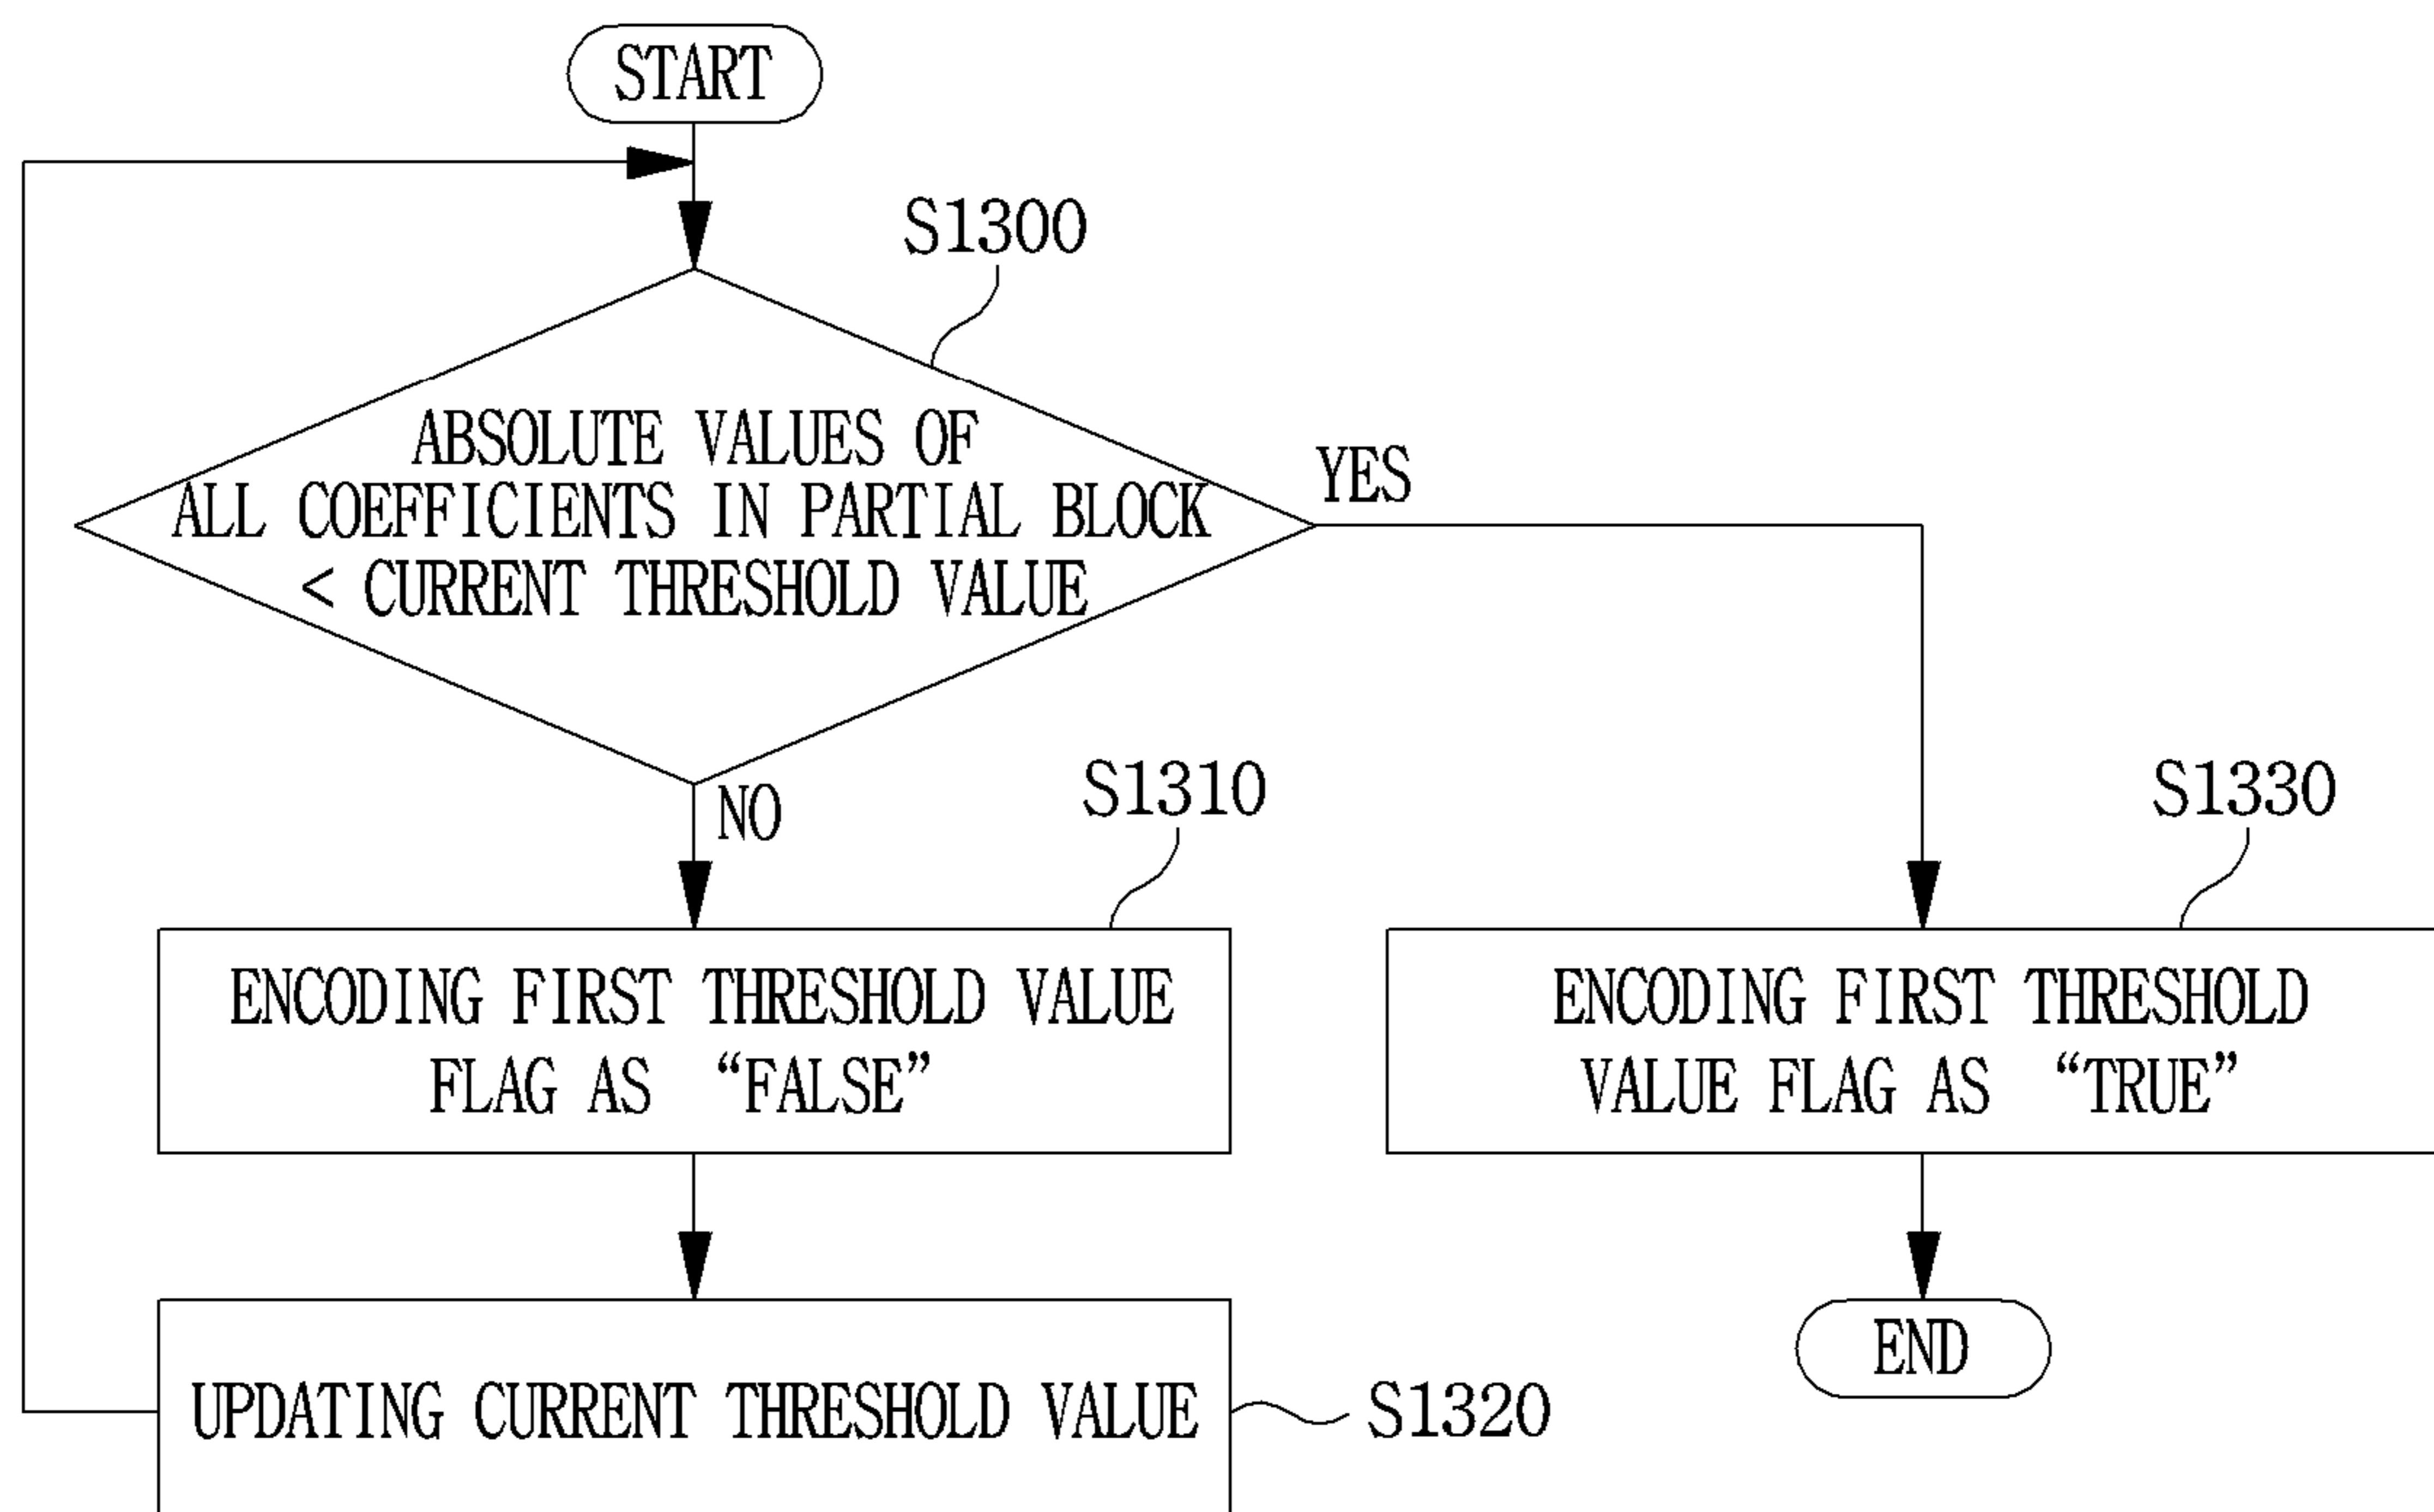 START
S1300
ABSOLUTE VALUES OF
ALL COEFFICIENTS IN PARTIAL BLOCK
< CURRENT THRESHOLD VALUE
YES
NO
S1310
S1330
ENCODING FIRST THRESHOLD VALUE
FLAG AS “FALSE”
ENCODING FIRST THRESHOLD
VALUE FLAG AS “TRUE”
END
UPDATING CURRENT THRESHOLD VALUE
S1320